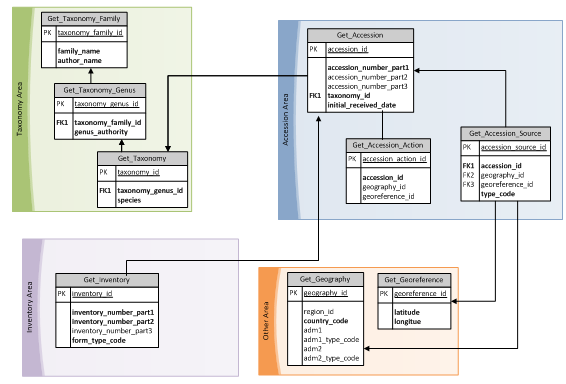 Taxonomy Area
Get_Taxonomy_Family
PK taxonomy_family_id
family_name
author_name
Get_Taxonomy_Genus
PK taxonomy_genus_id
FK1 taxonomy_family_id
genus_authority
Get_Taxonomy
PK taxonomy_id
FK1 taxonomy_genus_id
species
Accession Area
Get_Accession
PK accession_id
accession_number_part1
accession_number_part2
accession_number_part3
FK1 taxonomy_id
initial_received_date
Get_Accession_Action
PK accession_action_id
accession_id
geography_id
georeference_id
Get_Accession_Source
PK accession_source_id
FK1 accession_id
FK2 geography_id
FK3 georeference_id
type_code
Inventory Area
Get_Inventory
PK inventory_id
inventory_number_part1
Inventory_number_part2
inventory_number_part3
form_type_code
Other Area
Get_Geography
PK geography_id
region_id
country_code
adm1
adm1_type_code
adm2
adm2_type_code
Get_Georeference
PK georeference_id
latitude
longitue